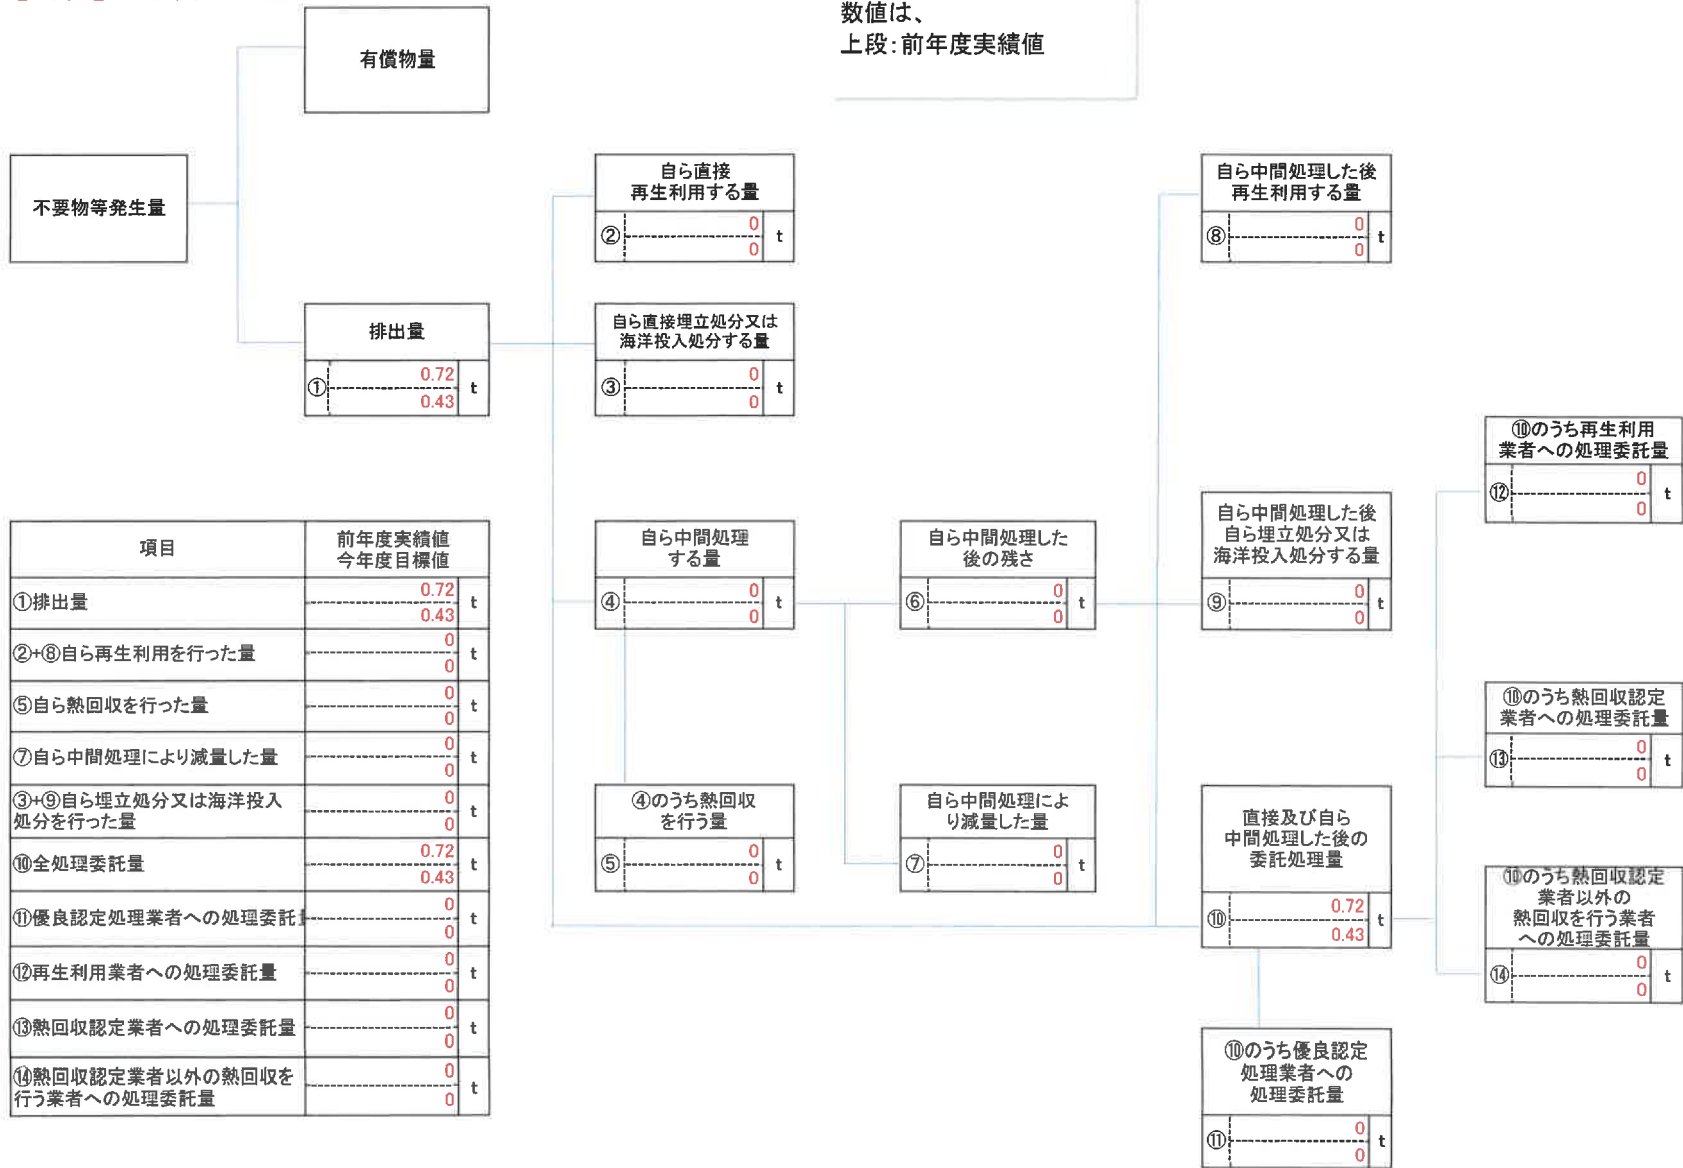 数値は、
上段：前年度実績値
有償物量
不要物等発生量
排出量
①
0.72
0.43
t
自ら直接
再生利用する量
②
0
0
t
自ら直接埋立処分又は
海洋投入処分する量
③
0
0
t
自ら中間処理
する量
④
0
0
t
④のうち熱回収
を行う量
⑤
0
0
t
自ら中間処理した
後の残さ
⑥
0
0
t
自ら中間処理によ
り減量した量
⑦
0
0
t
自ら中間処理した後
再生利用する量
⑧
0
0
t
自ら中間処理した後
自ら埋立処分又は
海洋投入処分する量
⑨
0
0
t
直接及び自ら
中間処理した後の
委託処理量
⑩
0.72
0.43
t
⑩のうち優良認定
処理業者への
処理委託量
⑪
0
0
t
⑩のうち再生利用
業者への処理委託量
⑫
0
0
t
⑩のうち熱回収認定
業者への処理委託量
⑬
0
0
t
⑩のうち熱回収認定
業者以外の
熱回収を行う業者
への処理委託量
⑭
0
0
t
項目
前年度実績値
今年度目標値
①排出量
0.72
0.43
t
②+⑧自ら再生利用を行った量
0
0
t
⑤自ら熱回収を行った量
0
0
t
⑦自ら中間処理により減量した量
0
0
t
③+⑨自ら埋立処分又は海洋投入
処分を行った量
0
0
t
⑩全処理委託量
0.72
0.43
t
⑪優良認定処理業者への処理委託
0
0
t
⑫再生利用業者への処理委託量
0
0
t
⑬熱回収認定業者への処理委託量
0
0
t
⑭熱回収認定業者以外の熱回収を
行う業者への処理委託量
0
0
t